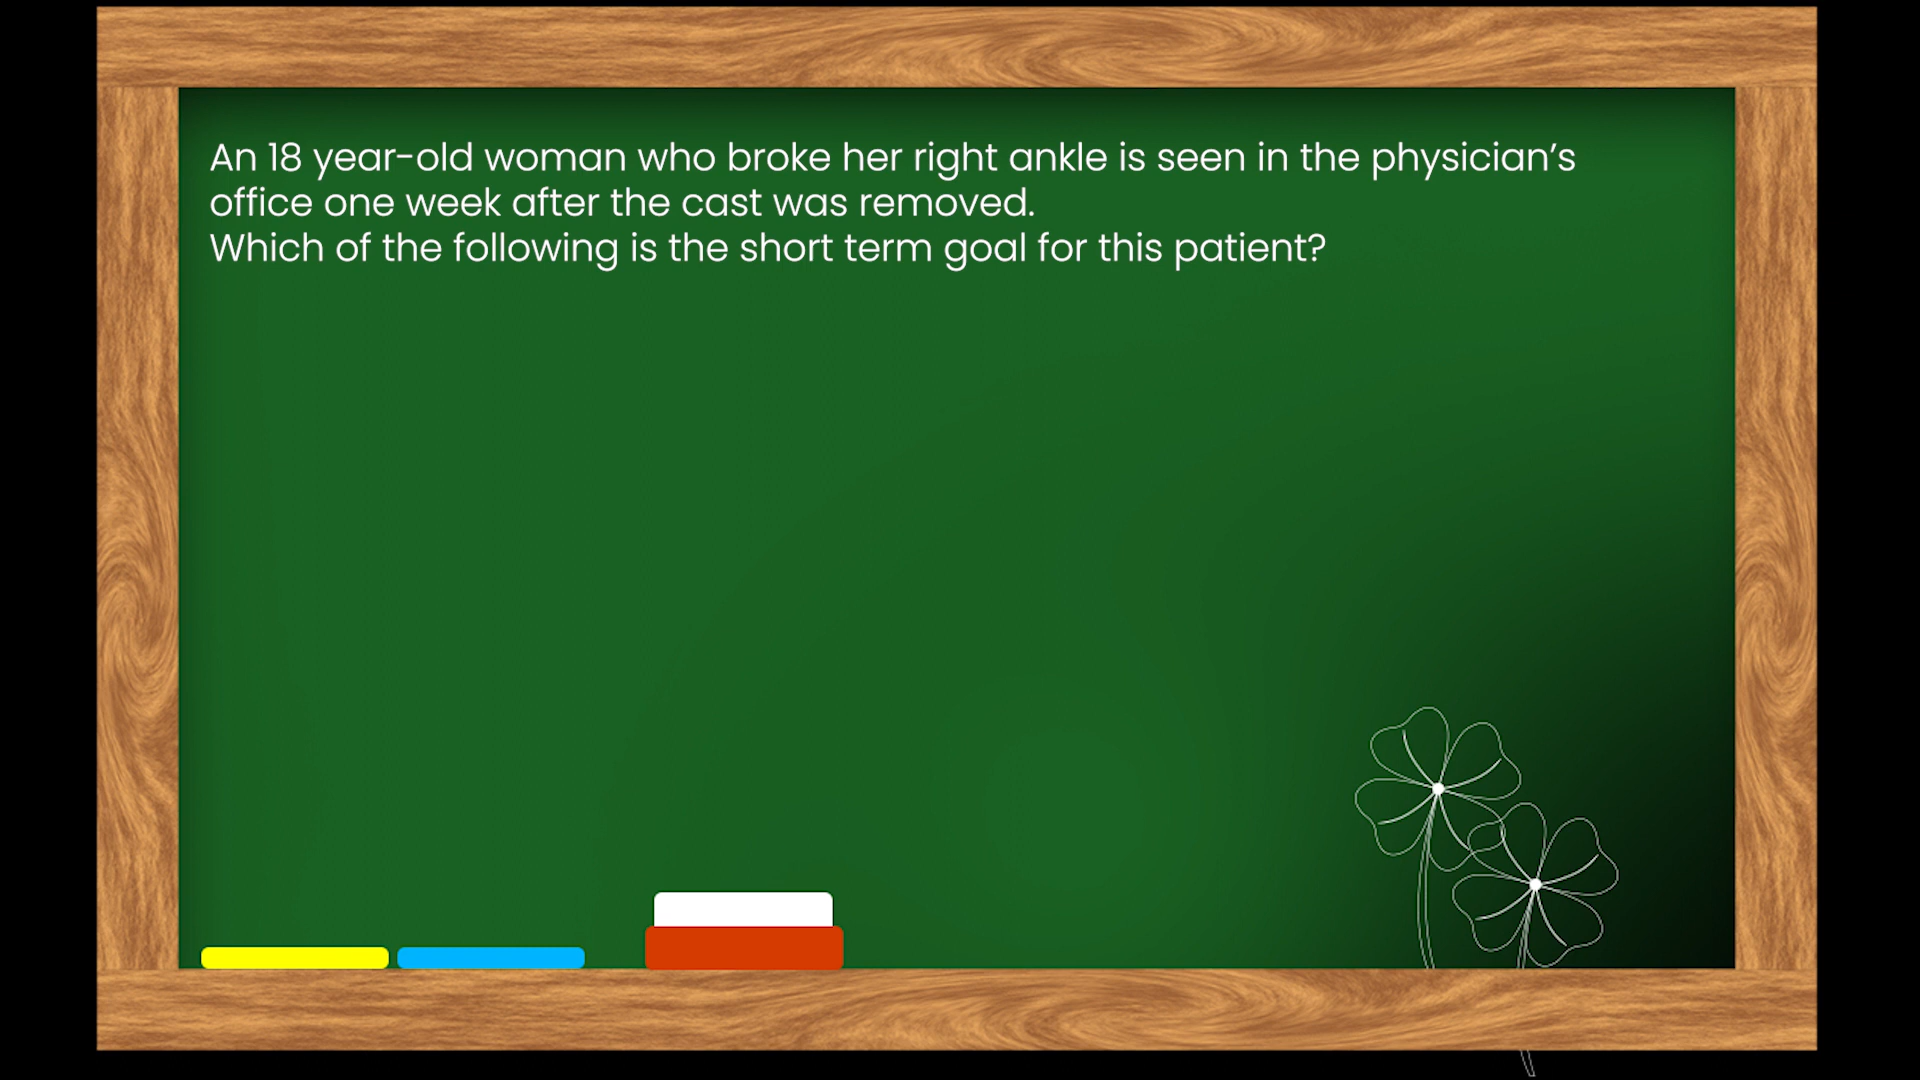 An 18 year-old woman who broke her right ankle is seen in the physician’s
office one week after the cast was removed.
Which of the following is the short term goal for this patient?